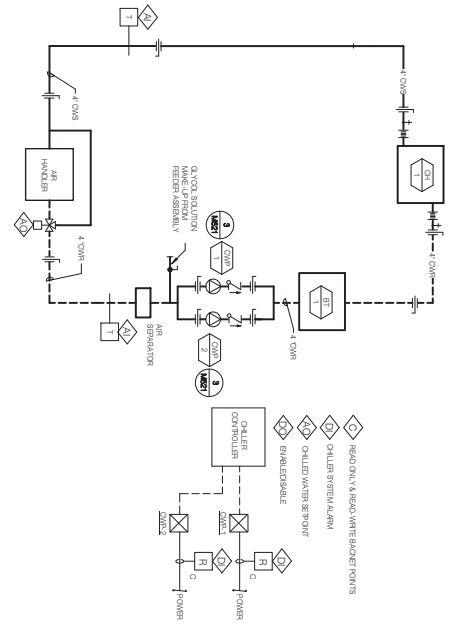 AI
T
4" CWS
4" CWS
AIR
HANDLER
AO
4" CWR
T
AI
AIR
SEPARATOR
GLYCOL SOLUTION
MAKE-UP FROM
FEEDER ASSEMBLY
3
M521
CWP
1
CWP
2
3
M521
CH
1
4" CWR
BT
1
4" CWR
C
READ ONLY & READ-WRITE BACNET POINTS
DI
CHILLER SYSTEM ALARM
AO
CHILLED WATER SETPOINT
DO
ENABLE/DISABLE
CHILLER
CONTROLLER
CWP-1
R
DI
C
POWER
CWP-2
R
DI
C
POWER